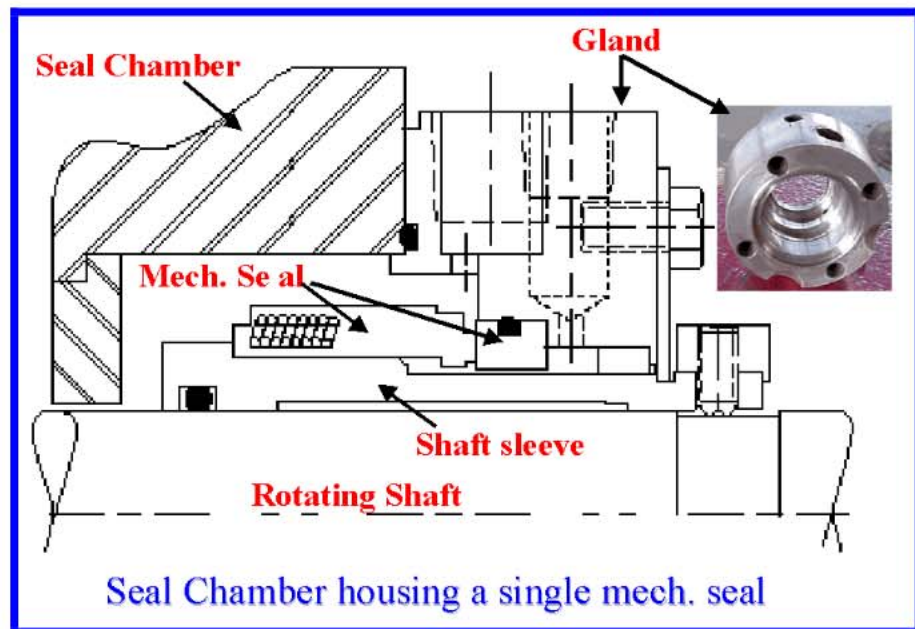 Gland
Seal Chamber
Mech. Se al
Shaft sleeve
Rotating Shaft
Seal Chamber housing a single mech. seal